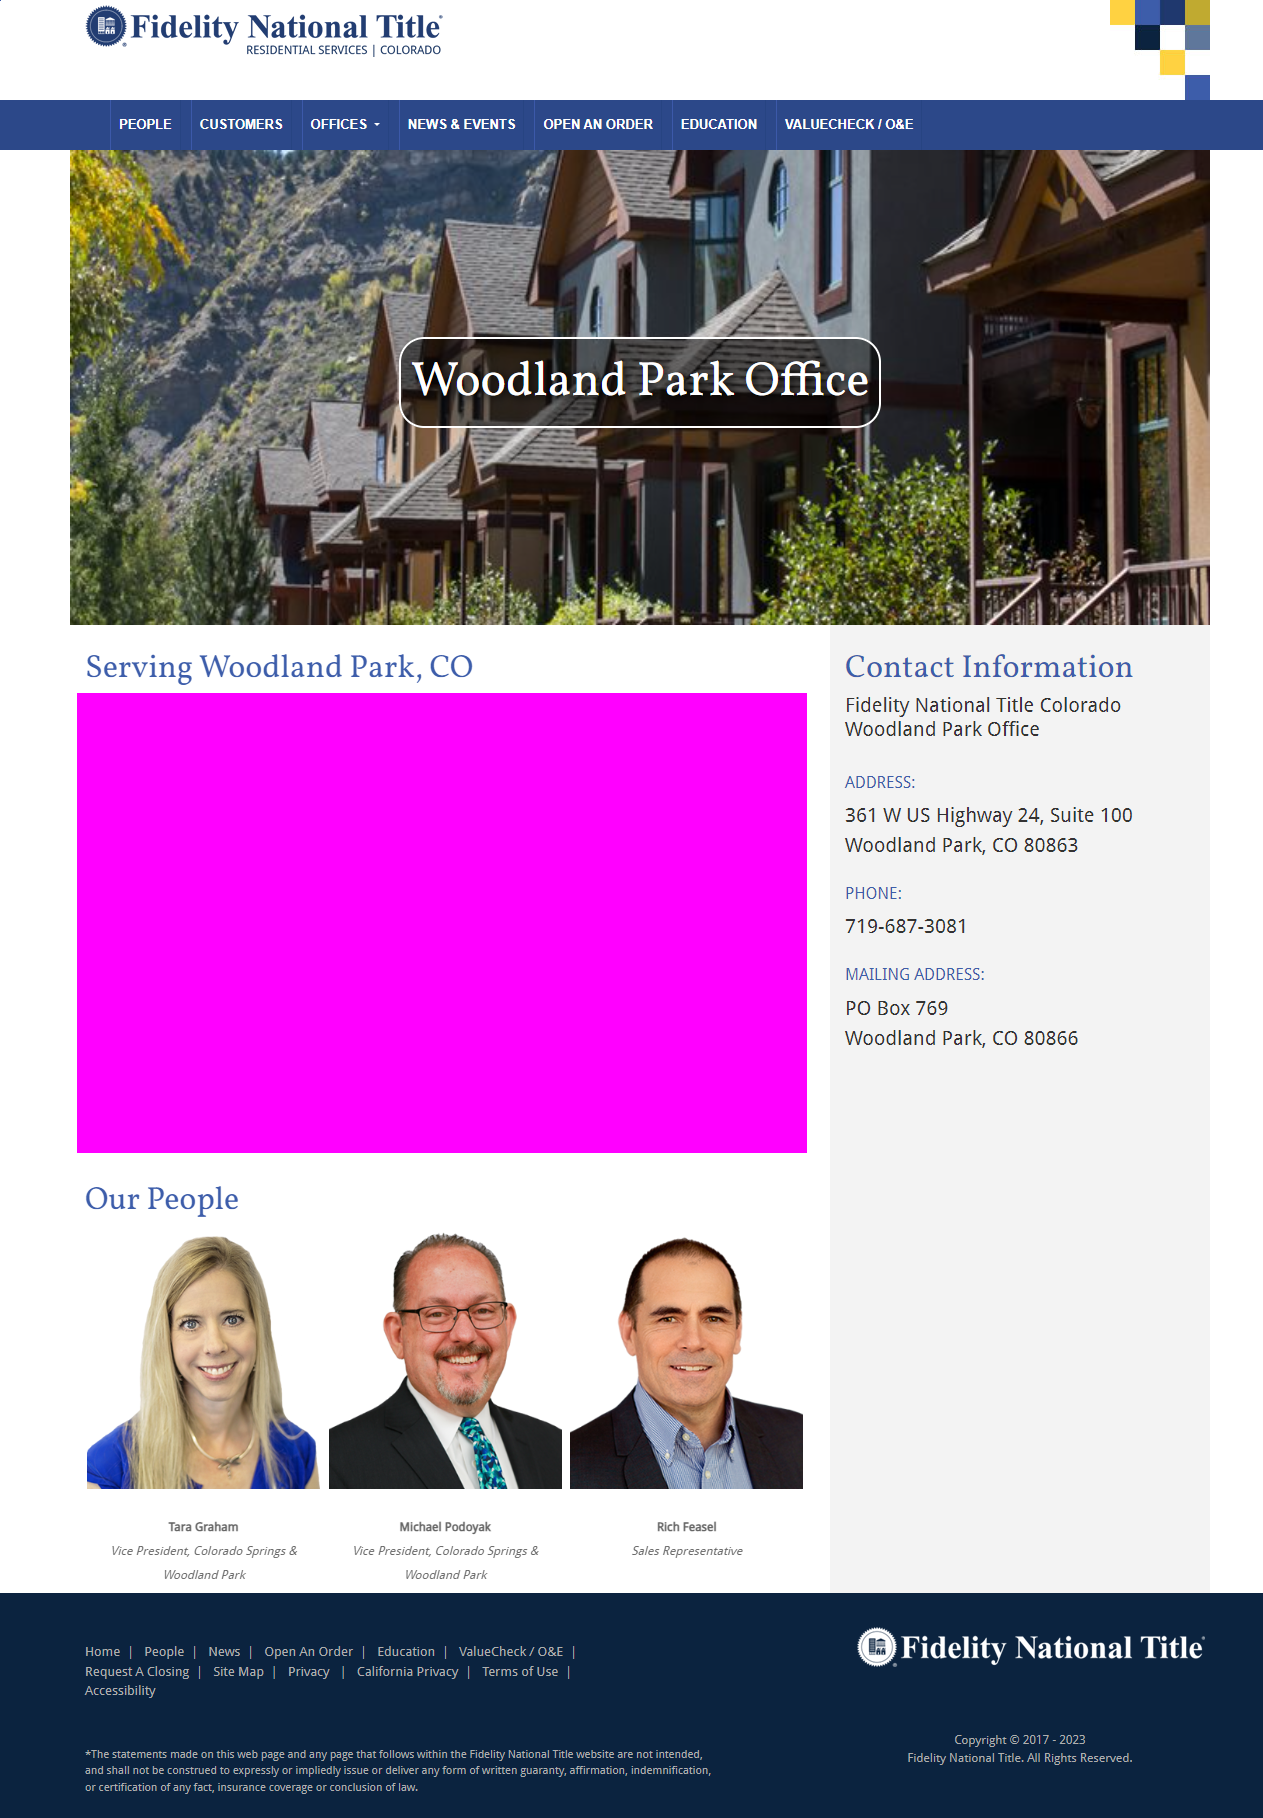 Fidelity National Title®
RESIDENTIAL SERVICES | COLORADO
PEOPLE
CUSTOMERS
OFFICES
NEWS & EVENTS
OPEN AN ORDER
EDUCATION
VALUECHECK / O&E
Woodland Park Office
Serving Woodland Park, CO
Contact Information
Fidelity National Title Colorado
Woodland Park Office
ADDRESS:
361 W US Highway 24, Suite 100
Woodland Park, CO 80863
PHONE:
719-687-3081
MAILING ADDRESS:
PO Box 769
Woodland Park, CO 80866
Our People
Tara Graham
Vice President, Colorado Springs &
Woodland Park
Michael Podoyak
Vice President, Colorado Springs &
Woodland Park
Rich Feasel
Sales Representative
Home | People | News | Open An Order | Education | ValueCheck / O&E |
Request A Closing | Site Map | Privacy | California Privacy | Terms of Use |
Accessibility
*The statements made on this web page and any page that follows within the Fidelity National Title website are not intended,
and shall not be construed to expressly or impliedly issue or deliver any form of written guaranty, affirmation, indemnification,
or certification of any fact, insurance coverage or conclusion of law.
Fidelity National Title®
Copyright © 2017 - 2023
Fidelity National Title. All Rights Reserved.